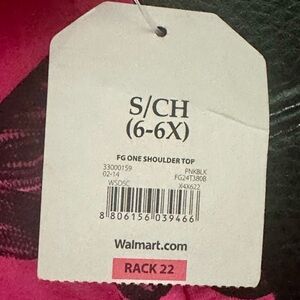 S/CH
(6-6X)
FG ONE SHOULDER TOP
33000159 PNKBLK
02-14 FG24T380B
WSDSC X4X622
8 806156 039466
Walmart.com
RACK 22